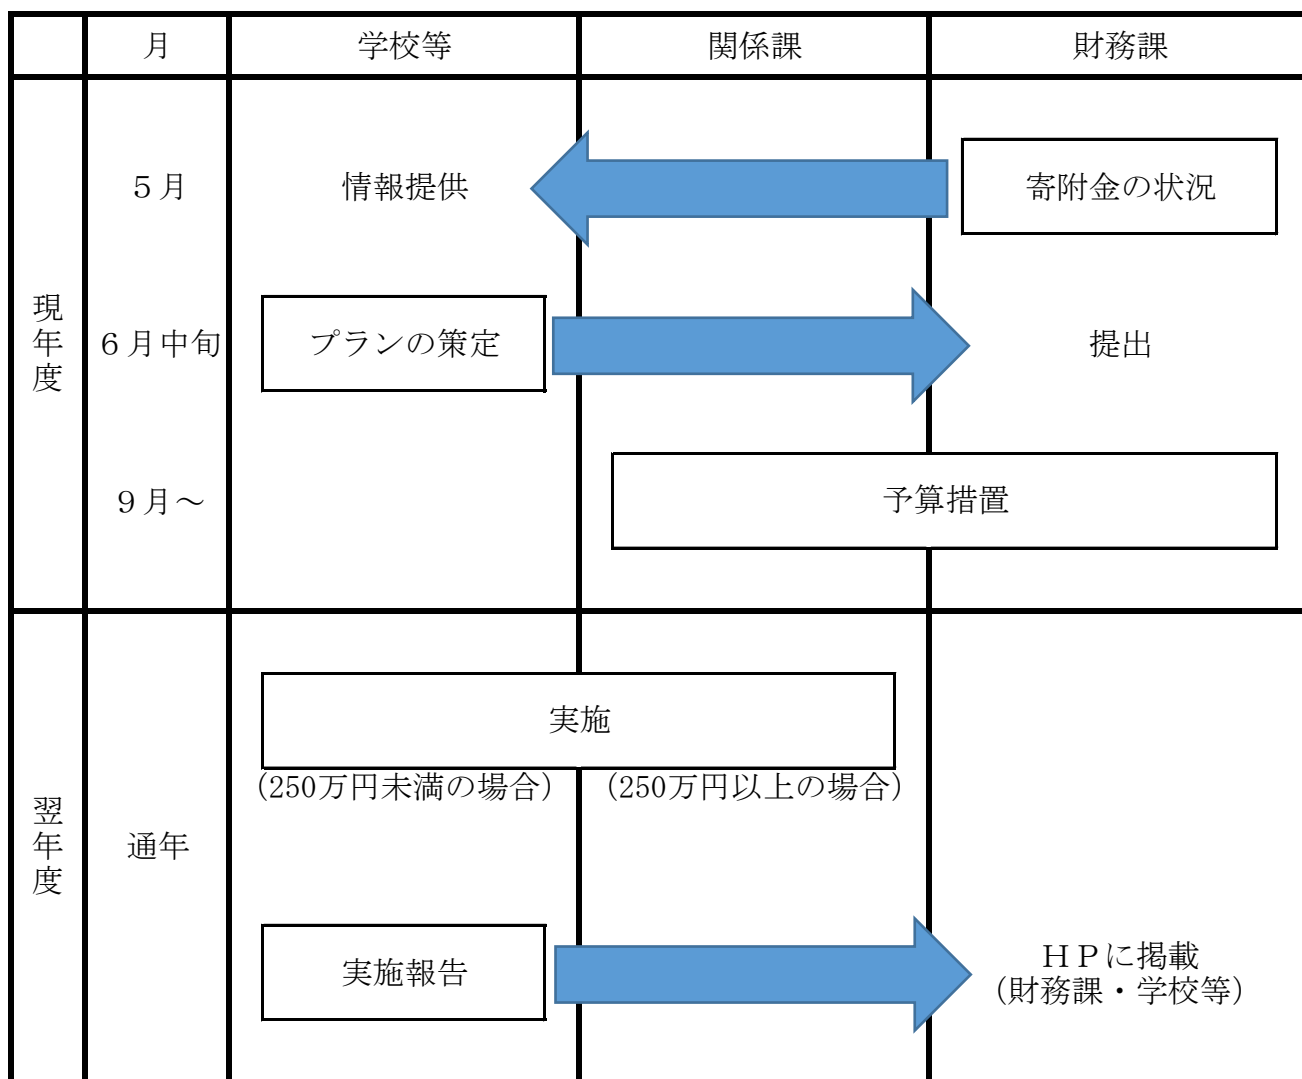 月 学校等 関係課 財務課
現年度
５月 情報提供 寄附金の状況
６月中旬 プランの策定 提出
９月～ 予算措置
翌年度
通年
実施
（250万円未満の場合） （250万円以上の場合）
実施報告
ＨＰに掲載
（財務課・学校等）